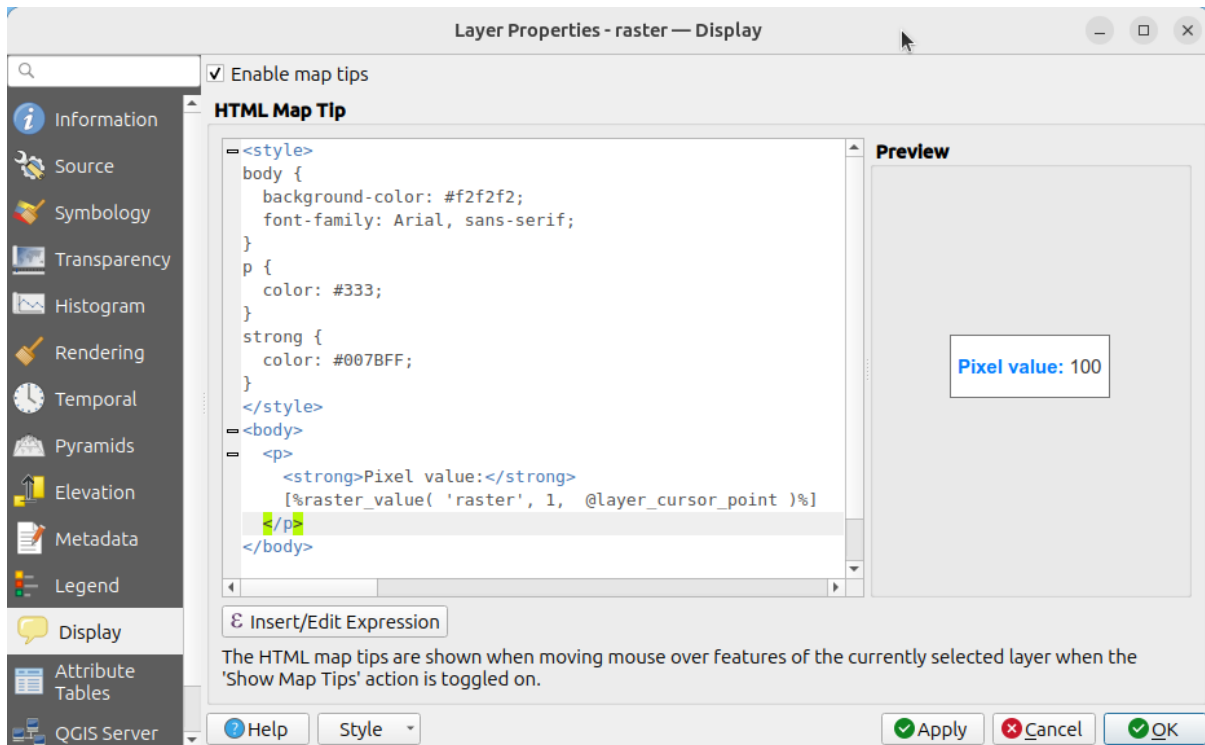 Layer Properties - raster — Display
Information
Source
Symbology
Transparency
Histogram
Rendering
Temporal
Pyramids
Elevation
Metadata
Legend
Display
Attribute
Tables
QGIS Server
Enable map tips
HTML Map Tip
<style>
body {
  background-color: #f2f2f2;
  font-family: Arial, sans-serif;
}
p {
  color: #333;
}
strong {
  color: #007BFF;
}
</style>
<body>
  <p>
    <strong>Pixel value:</strong>
    [%raster_value( 'raster', 1,  @layer_cursor_point )%]
  </p>
</body>
Preview
Pixel value: 100
ε Insert/Edit Expression
The HTML map tips are shown when moving mouse over features of the currently selected layer when the
'Show Map Tips' action is toggled on.
Help
Style
Apply
Cancel
OK